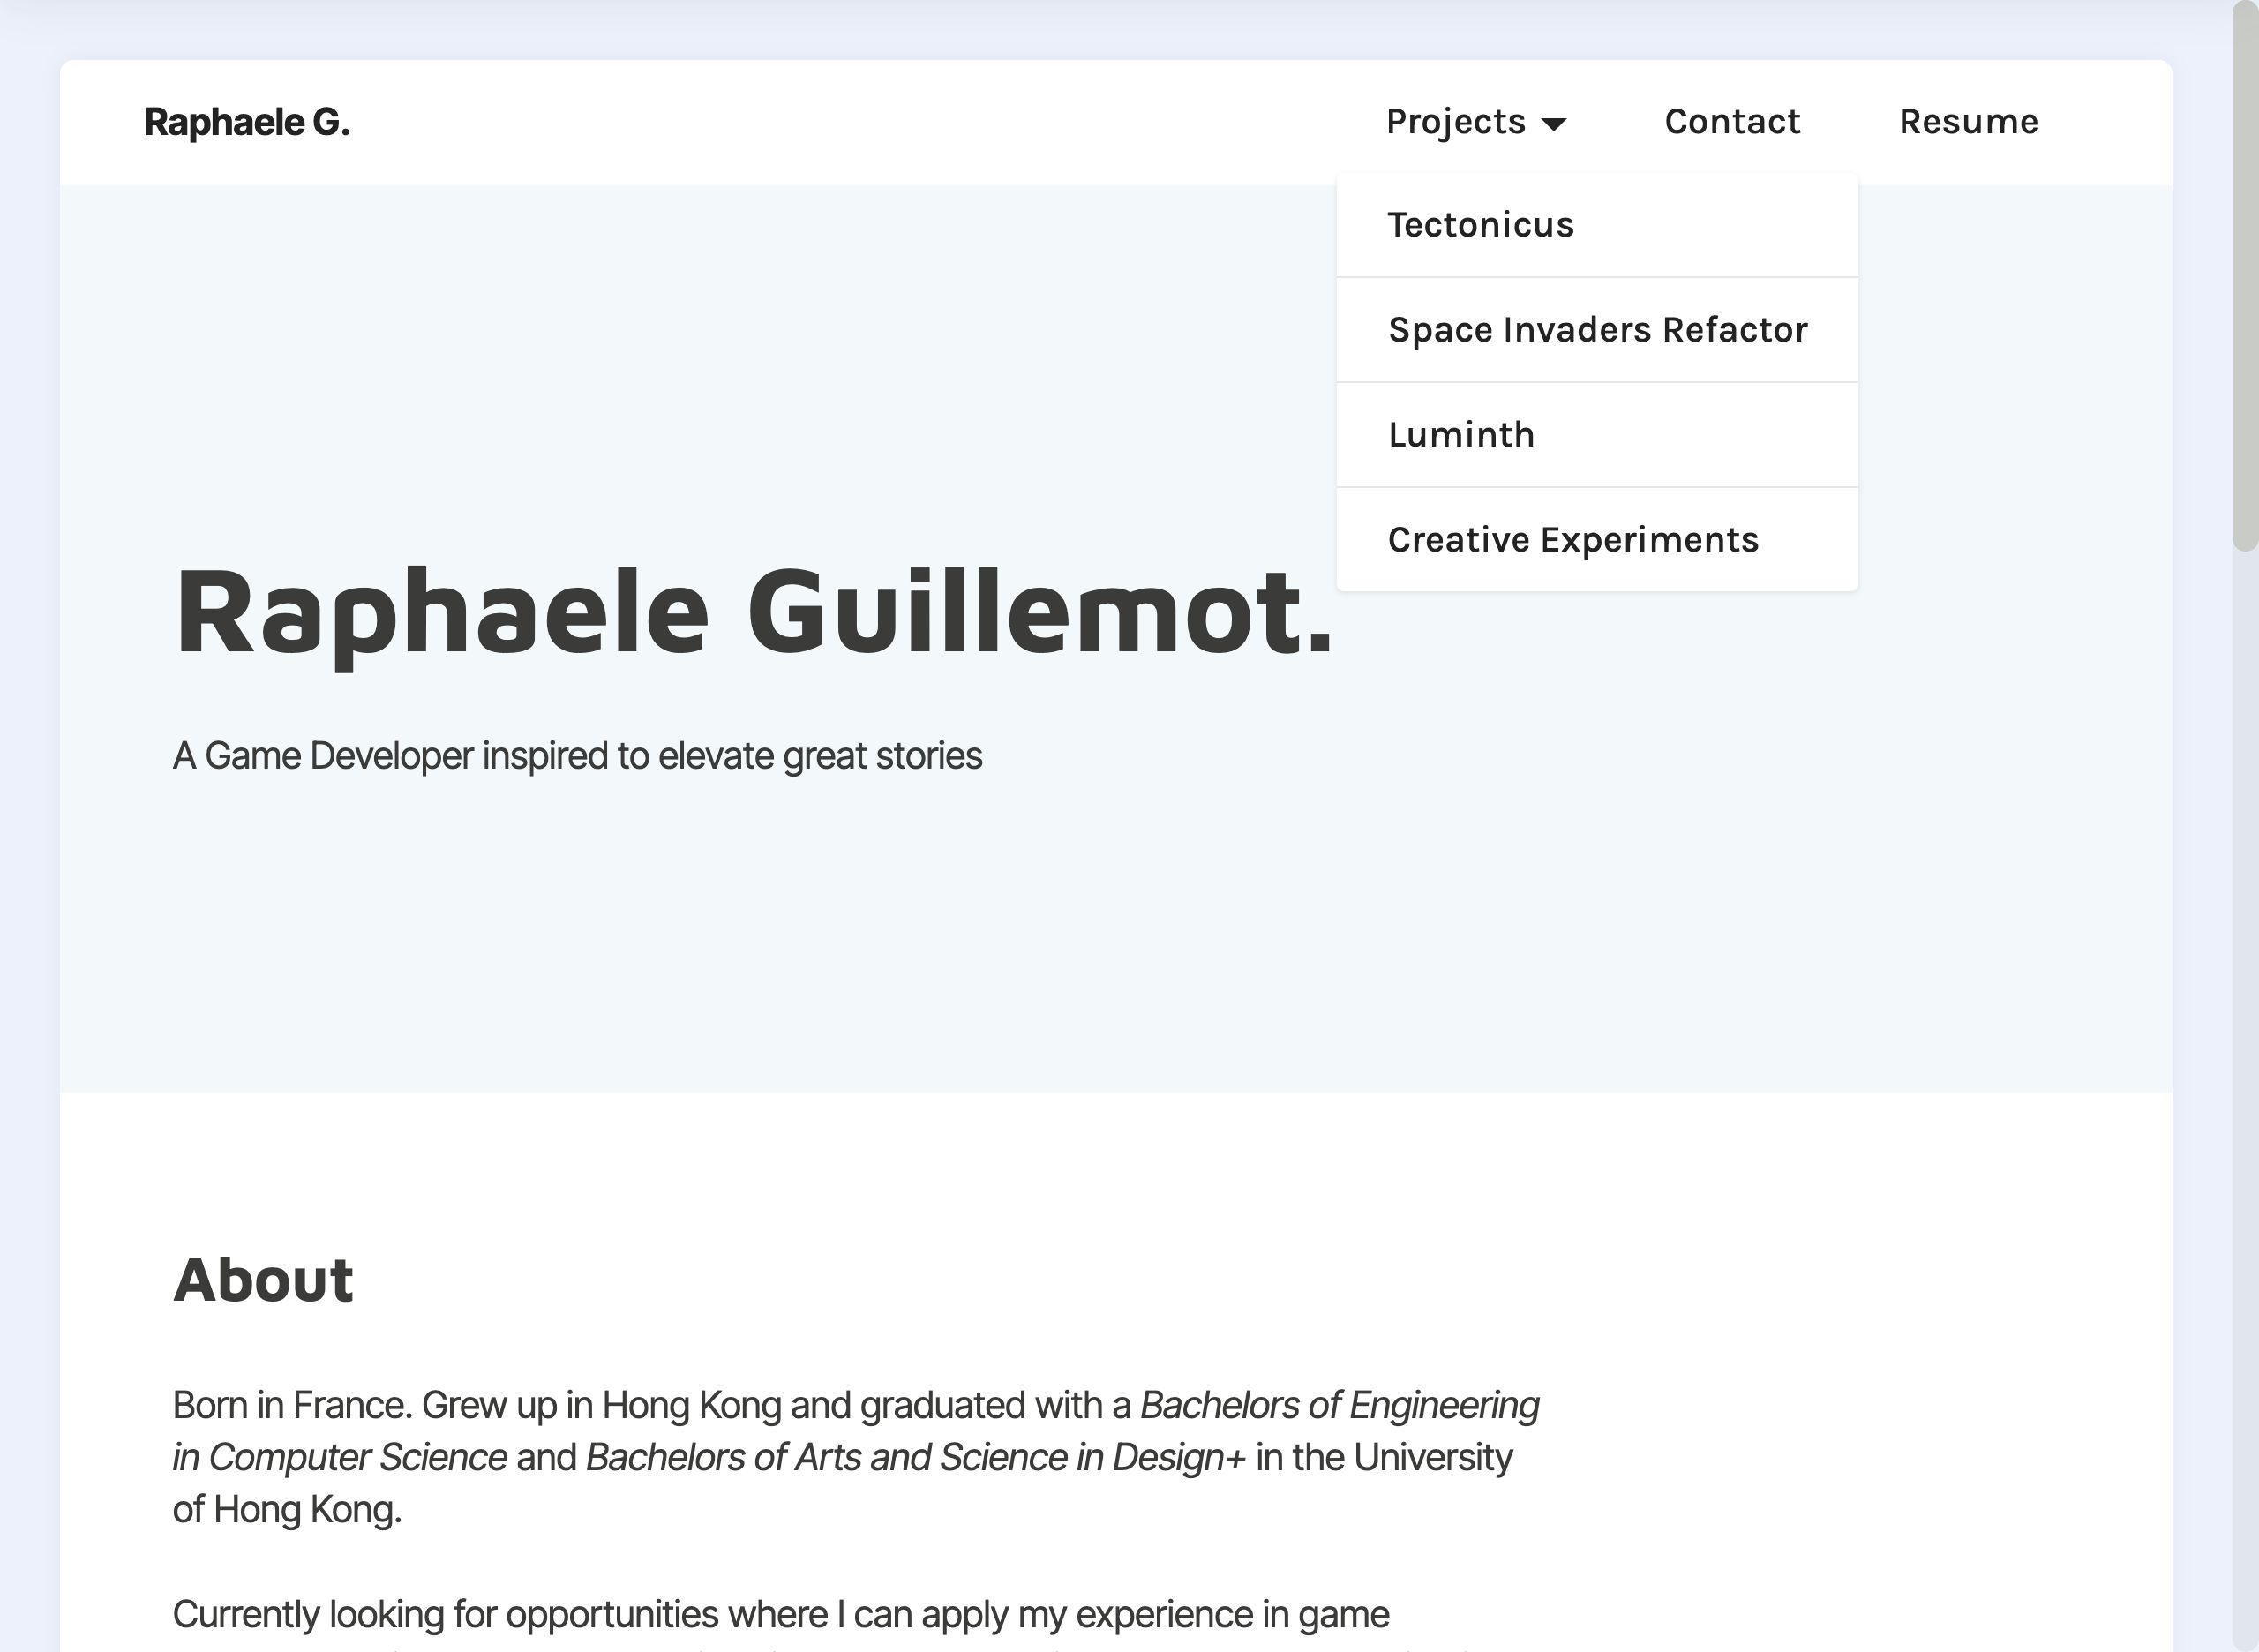 Raphaele G.
Projects
Contact
Resume
Tectonicus
Space Invaders Refactor
Luminth
Creative Experiments
Raphaele Guillemot.
A Game Developer inspired to elevate great stories
About
Born in France. Grew up in Hong Kong and graduated with a Bachelors of Engineering
in Computer Science and Bachelors of Arts and Science in Design+ in the University
of Hong Kong.
Currently looking for opportunities where I can apply my experience in game